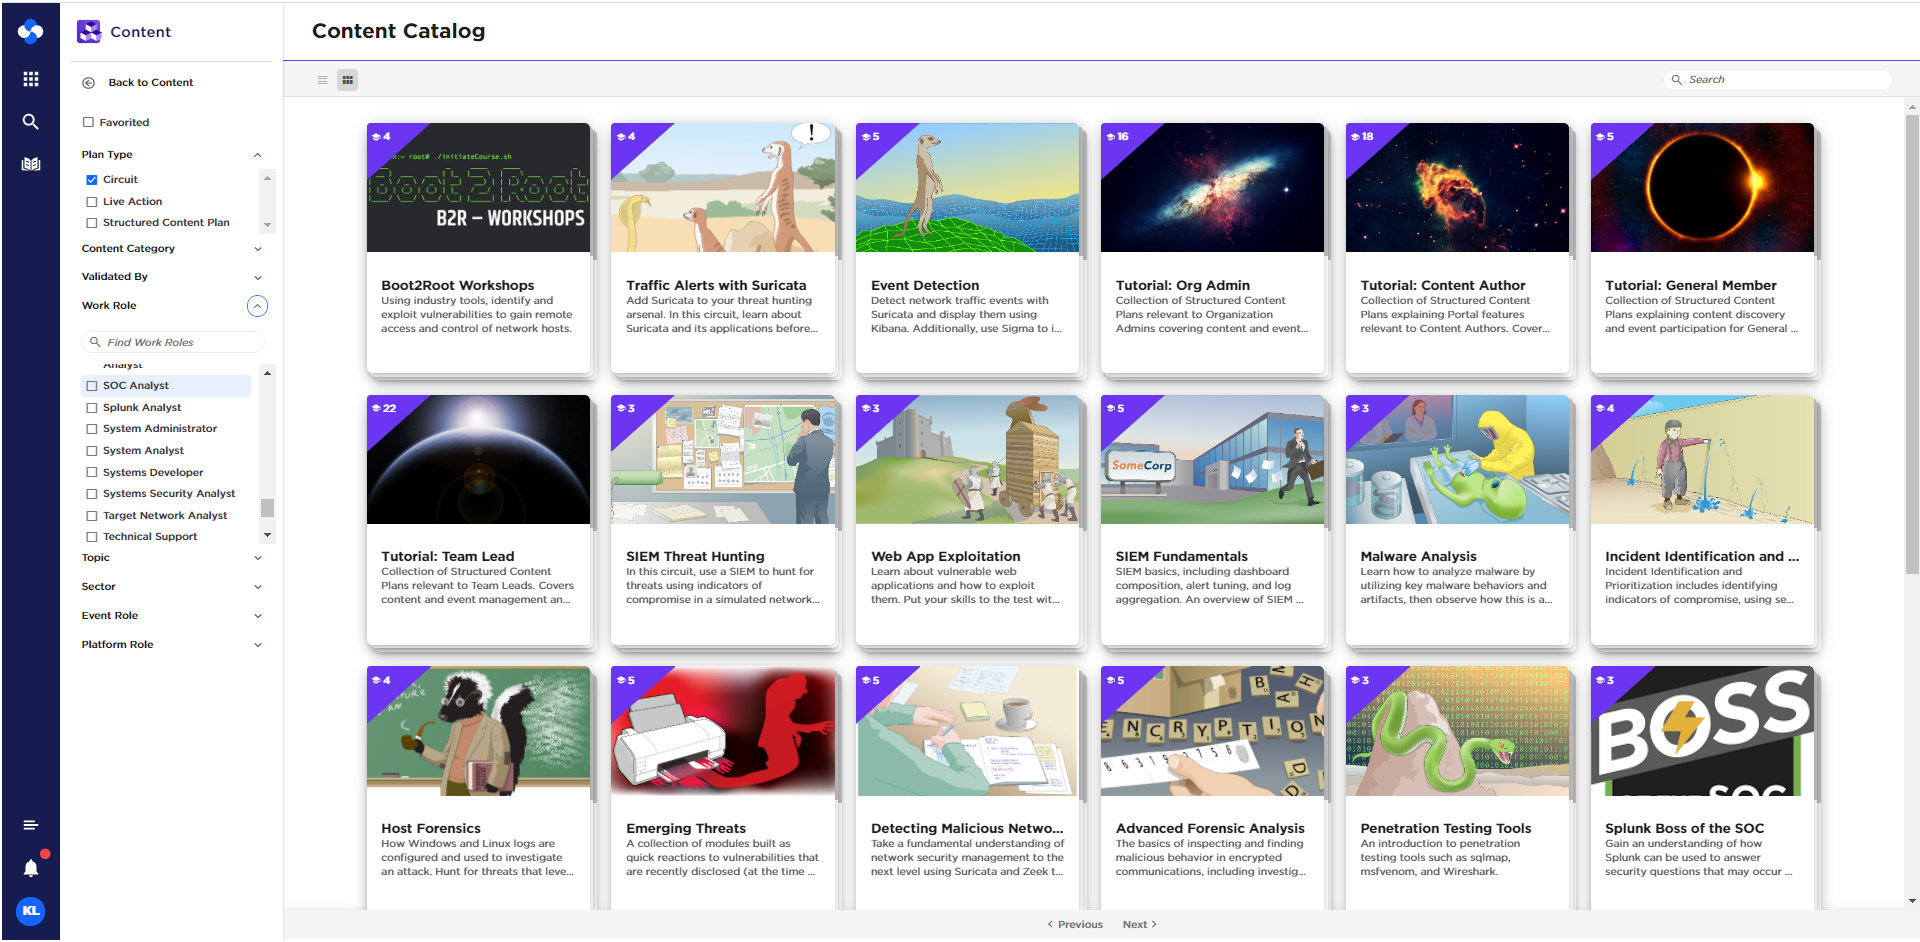 Content
Content Catalog
Back to Content
Search
Favorited
Plan Type
Circuit
Live Action
Structured Content Plan
Content Category
Validated By
Work Role
Find Work Roles
Analyst
SOC Analyst
Splunk Analyst
System Administrator
System Analyst
Systems Developer
Systems Security Analyst
Target Network Analyst
Technical Support
Topic
Sector
Event Role
Platform Role
KL
4
root# ./initiateCourse.sh
Boot2Root
B2R – WORKSHOPS
Boot2Root Workshops
Using industry tools, identify and
exploit vulnerabilities to gain remote
access and control of network hosts.
4
!
Traffic Alerts with Suricata
Add Suricata to your threat hunting
arsenal. In this circuit, learn about
Suricata and its applications before...
5
Event Detection
Detect network traffic events with
Suricata and display them using
Kibana. Additionally, use Sigma to i...
16
Tutorial: Org Admin
Collection of Structured Content
Plans relevant to Organization
Admins covering content and event...
18
Tutorial: Content Author
Collection of Structured Content
Plans explaining Portal features
relevant to Content Authors. Cover...
5
Tutorial: General Member
Collection of Structured Content
Plans explaining content discovery
and event participation for General ...
22
Tutorial: Team Lead
Collection of Structured Content
Plans relevant to Team Leads. Covers
content and event management an...
3
SIEM Threat Hunting
In this circuit, use a SIEM to hunt for
threats using indicators of
compromise in a simulated network...
3
Web App Exploitation
Learn about vulnerable web
applications and how to exploit
them. Put your skills to the test wit...
5
SomeCorp
SIEM Fundamentals
SIEM basics, including dashboard
composition, alert tuning, and log
aggregation. An overview of SIEM ...
3
Malware Analysis
Learn how to analyze malware by
utilizing key malware behaviors and
artifacts, then observe how this is a...
4
Incident Identification and ...
Incident Identification and
Prioritization includes identifying
indicators of compromise, using se...
4
Host Forensics
How Windows and Linux logs are
configured and used to investigate
an attack. Hunt for threats that leve...
5
Emerging Threats
A collection of modules built as
quick reactions to vulnerabilities that
are recently disclosed (at the time ...
5
Detecting Malicious Netwo...
Take a fundamental understanding of
network security management to the
next level using Suricata and Zeek t...
5
ENCRYPTION
Advanced Forensic Analysis
The basics of inspecting and finding
malicious behavior in encrypted
communications, including investig...
3
Penetration Testing Tools
An introduction to penetration
testing tools such as sqlmap,
msfvenom, and Wireshark.
3
BOSS
OF THE SOC
Splunk Boss of the SOC
Gain an understanding of how
Splunk can be used to answer
security questions that may occur ...
Previous
Next